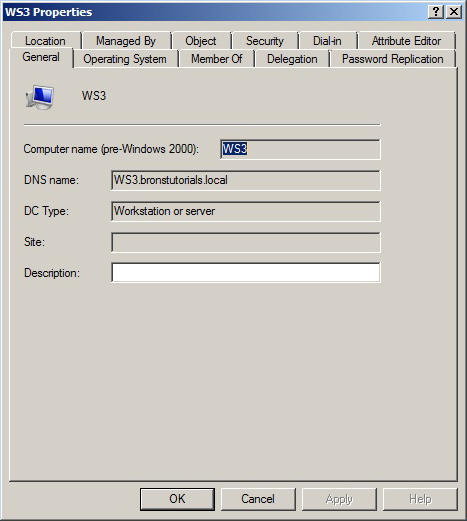 WS3 Properties
Location Managed By Object Security Dial-in Attribute Editor
General Operating System Member Of Delegation Password Replication
WS3
Computer name (pre-Windows 2000): WS3
DNS name: WS3.bronstutorials.local
DC Type: Workstation or server
Site:
Description:
OK Cancel Apply Help